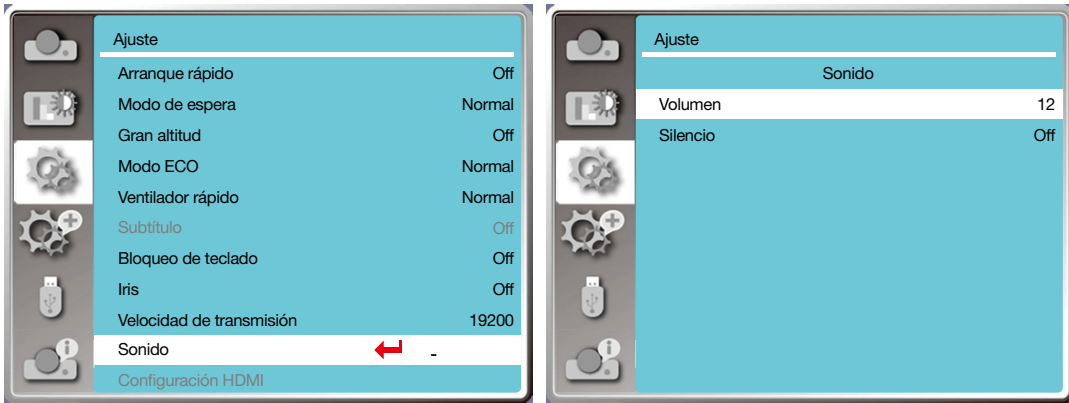 Ajuste
Arranque rápido Off
Modo de espera Normal
Gran altitud Off
Modo ECO Normal
Ventilador rápido Normal
Subtítulo Off
Bloqueo de teclado Off
Iris Off
Velocidad de transmisión 19200
Sonido -
Configuración HDMI
Ajuste
Sonido
Volumen 12
Silencio Off